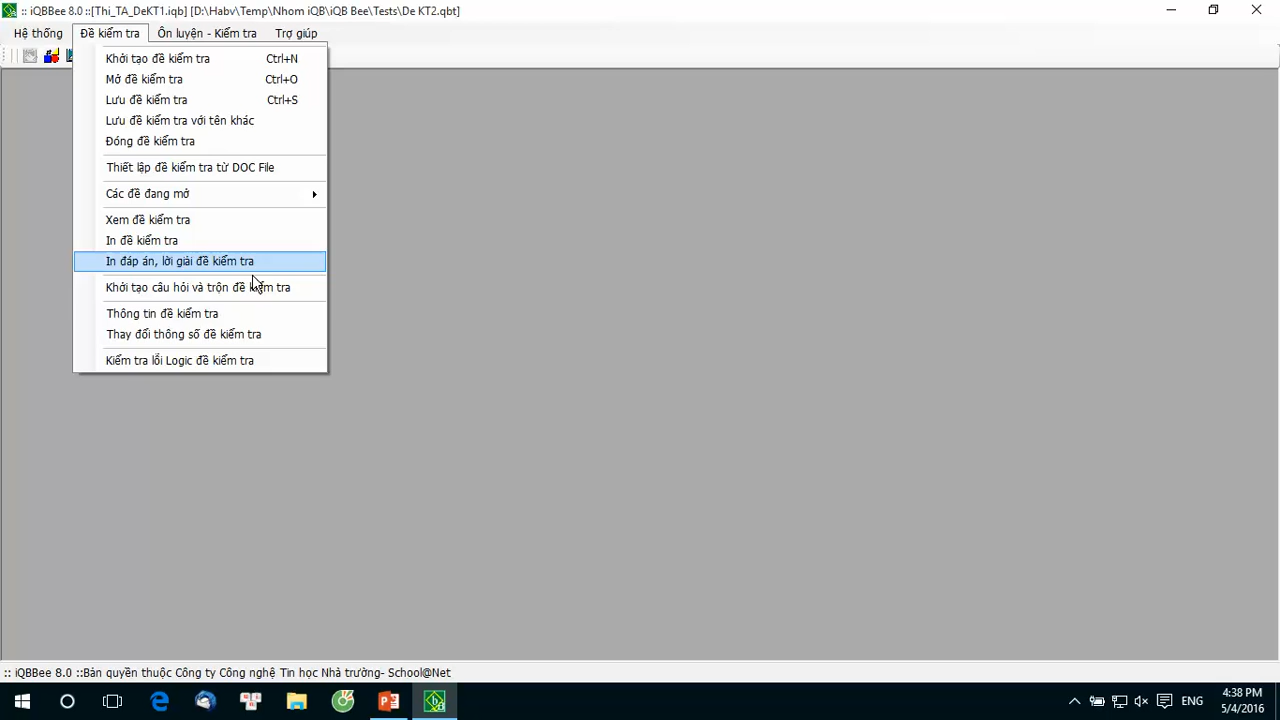 :: iQBBee 8.0 ::[Thi_TA_DeKT1.iqb] [D:\Habv\Temp\Nhom iQB\iQB Bee\Tests\De KT2.qbt]
Hệ thống Đề kiểm tra Ôn luyện - Kiểm tra Trợ giúp
Khởi tạo đề kiểm tra Ctrl+N
Mở đề kiểm tra Ctrl+O
Lưu đề kiểm tra Ctrl+S
Lưu đề kiểm tra với tên khác
Đóng đề kiểm tra
Thiết lập đề kiểm tra từ DOC File
Các đề đang mở
Xem đề kiểm tra
In đề kiểm tra
In đáp án, lời giải đề kiểm tra
Khởi tạo câu hỏi và trộn đề kiểm tra
Thông tin đề kiểm tra
Thay đổi thông số đề kiểm tra
Kiểm tra lỗi Logic đề kiểm tra
:: iQBBee 8.0 ::Bản quyền thuộc Công ty Công nghệ Tin học Nhà trường- School@Net
ENG
4:38 PM
5/4/2016